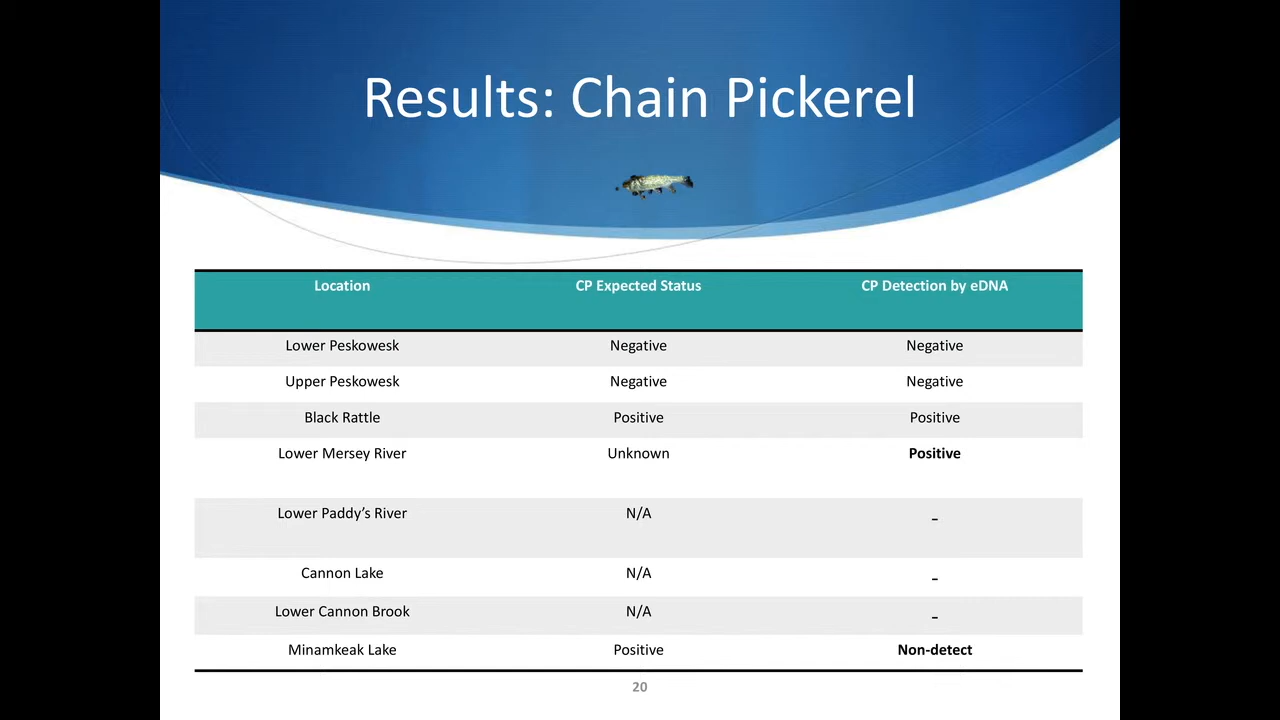 Results: Chain Pickerel
Location CP Expected Status CP Detection by eDNA
Lower Peskowesk Negative Negative
Upper Peskowesk Negative Negative
Black Rattle Positive Positive
Lower Mersey River Unknown Positive
Lower Paddy’s River N/A -
Cannon Lake N/A -
Lower Cannon Brook N/A -
Minamkeak Lake Positive Non-detect
20